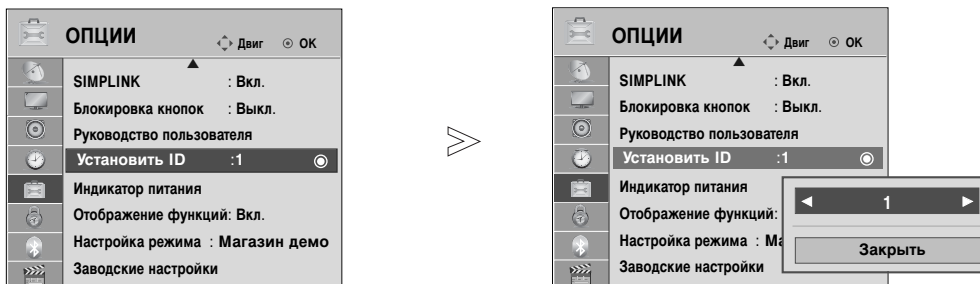 ОПЦИИ Двиг ОК
SIMPLINK : Вкл.
Блокировка кнопок : Выкл.
Руководство пользователя
Установить ID :1
Индикатор питания
Отображение функций: Вкл.
Настройка режима : Магазин демо
Заводские настройки
ОПЦИИ Двиг ОК
SIMPLINK : Вкл.
Блокировка кнопок : Выкл.
Руководство пользователя
Установить ID :1
Индикатор питания
Отображение функций:
Настройка режима : Ма
Заводские настройки
1
Закрыть